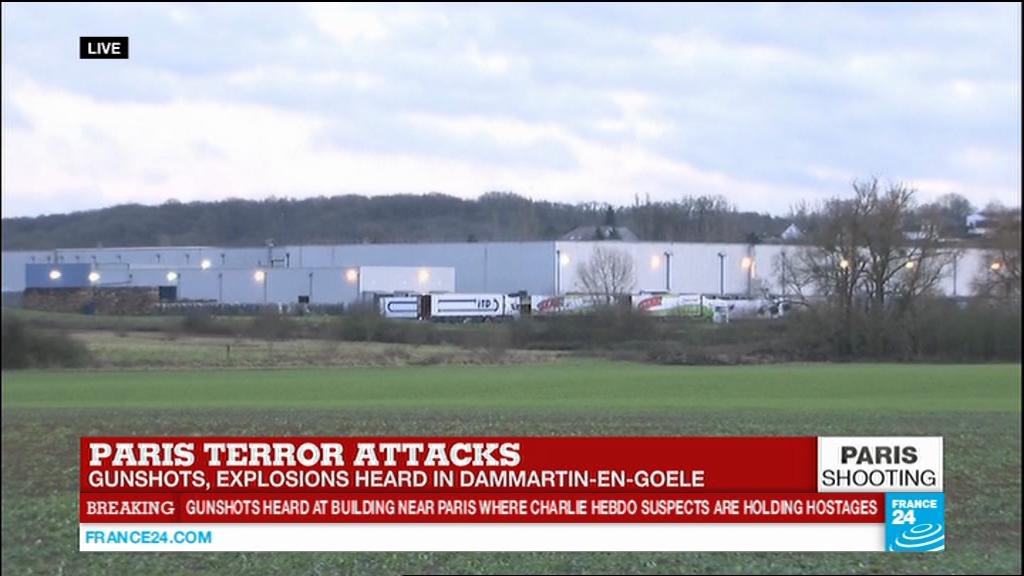 LIVE
ITD
PARIS TERROR ATTACKS
GUNSHOTS, EXPLOSIONS HEARD IN DAMMARTIN-EN-GOELE
PARIS
SHOOTING
BREAKING GUNSHOTS HEARD AT BUILDING NEAR PARIS WHERE CHARLIE HEBDO SUSPECTS ARE HOLDING HOSTAGES
FRANCE
24
FRANCE24.COM